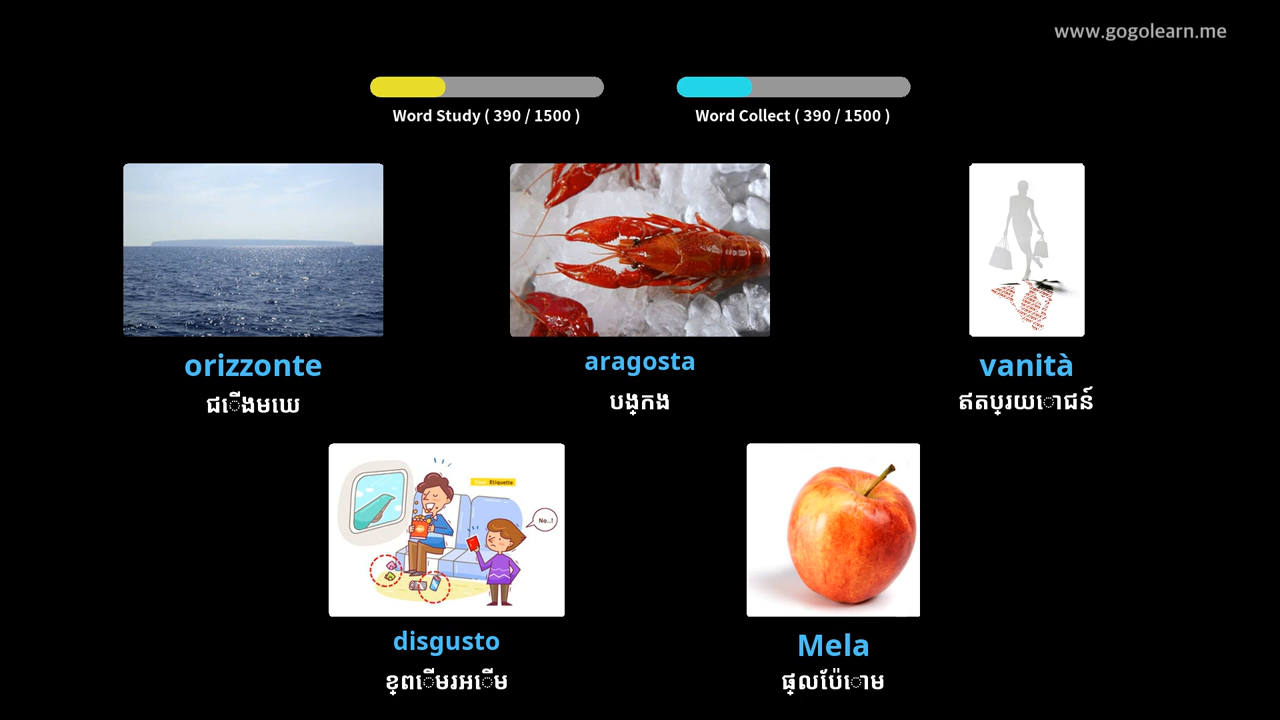 www.gogolearn.me
Word Study ( 390 / 1500 )
Word Collect ( 390 / 1500 )
orizzonte
aragosta
vanità
ជើងមេឃ
បង្កង
ឥតប្រយោជន៍
Etiquette
No..!
disgusto
Mela
ខ្ពើមរអើម
ផ្លែប៉ោម